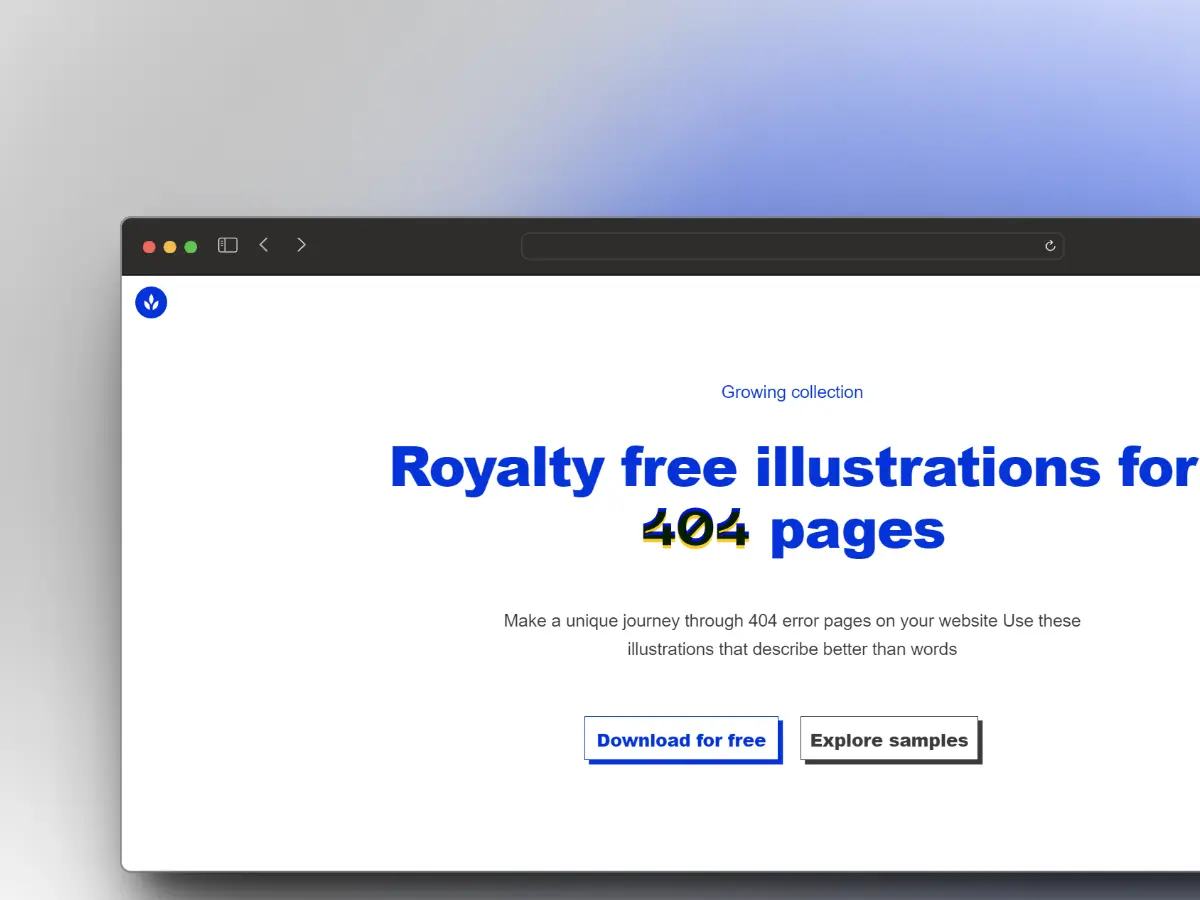 Growing collection
Royalty free illustrations for
404 pages
Make a unique journey through 404 error pages on your website Use these
illustrations that describe better than words
Download for free
Explore samples